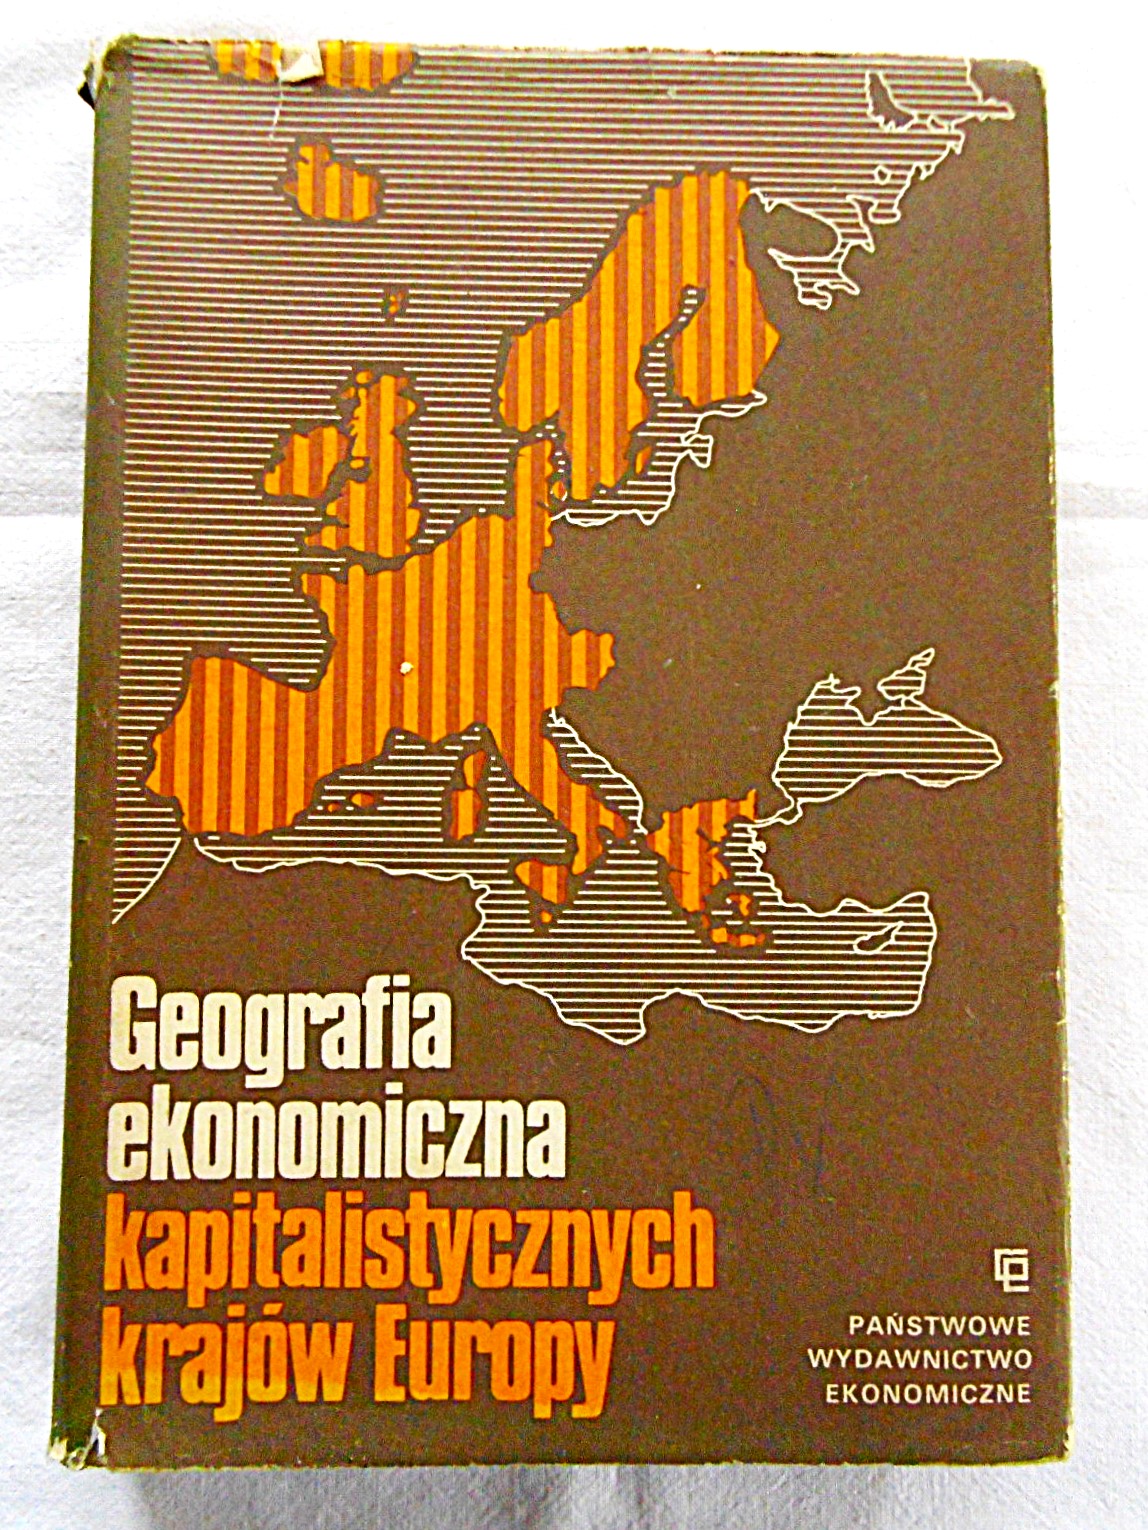 Geografia
ekonomiczna
kapitalistycznych
krajów Europy
PAŃSTWOWE
WYDAWNICTWO
EKONOMICZNE